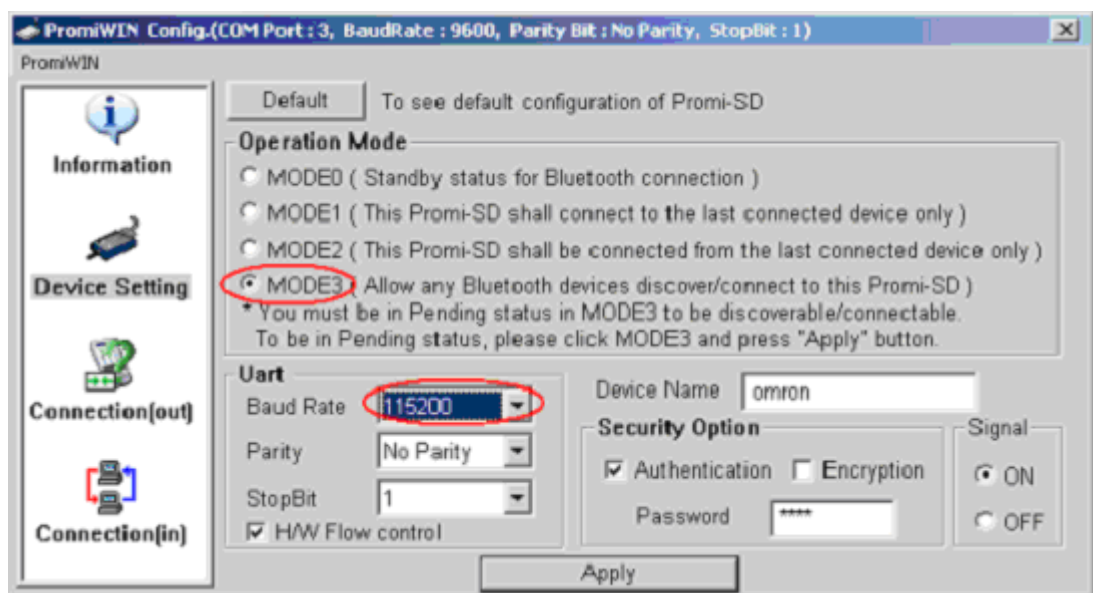 PromiWIN Config.(COM Port : 3, BaudRate : 9600, Parity Bit : No Parity, StopBit : 1)
PromiWIN
Information
Device Setting
Connection(out)
Connection(in)
Default To see default configuration of Promi-SD
Operation Mode
MODE0 ( Standby status for Bluetooth connection )
MODE1 ( This Promi-SD shall connect to the last connected device only )
MODE2 ( This Promi-SD shall be connected from the last connected device only )
MODE3 ( Allow any Bluetooth devices discover/connect to this Promi-SD )
* You must be in Pending status in MODE3 to be discoverable/connectable.
To be in Pending status, please click MODE3 and press "Apply" button.
Uart
Baud Rate 115200
Parity No Parity
StopBit 1
H/W Flow control
Device Name omron
Security Option
Authentication Encryption
Password ****
Signal
ON
OFF
Apply